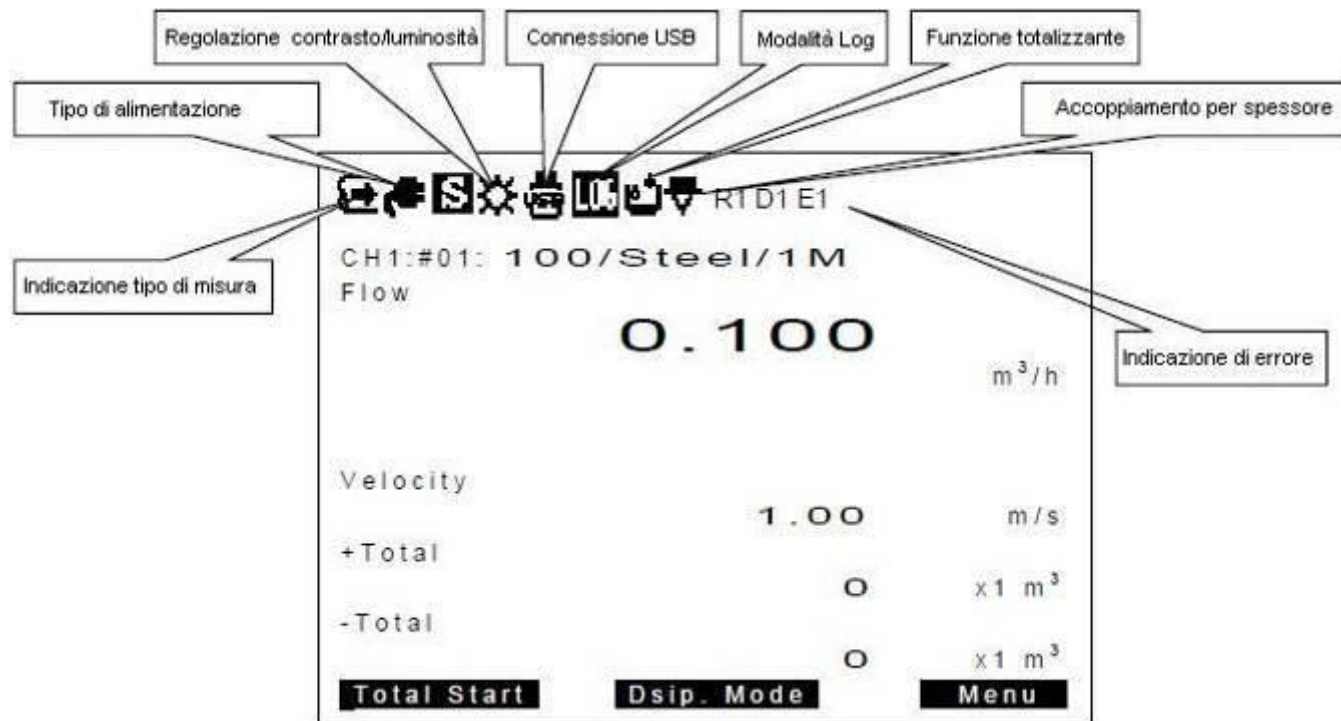 Regolazione contrasto/luminosità
Connessione USB
Modalità Log
Funzione totalizzante
Tipo di alimentazione
Accoppiamento per spessore
S USB LOG R1 D1 E1
CH1:#01: 100/Steel/1M
Indicazione tipo di misura
Flow
0.100
m³/h
Indicazione di errore
Velocity
1.00 m/s
+Total
0 x1 m³
-Total
0 x1 m³
Total Start Dsip. Mode Menu